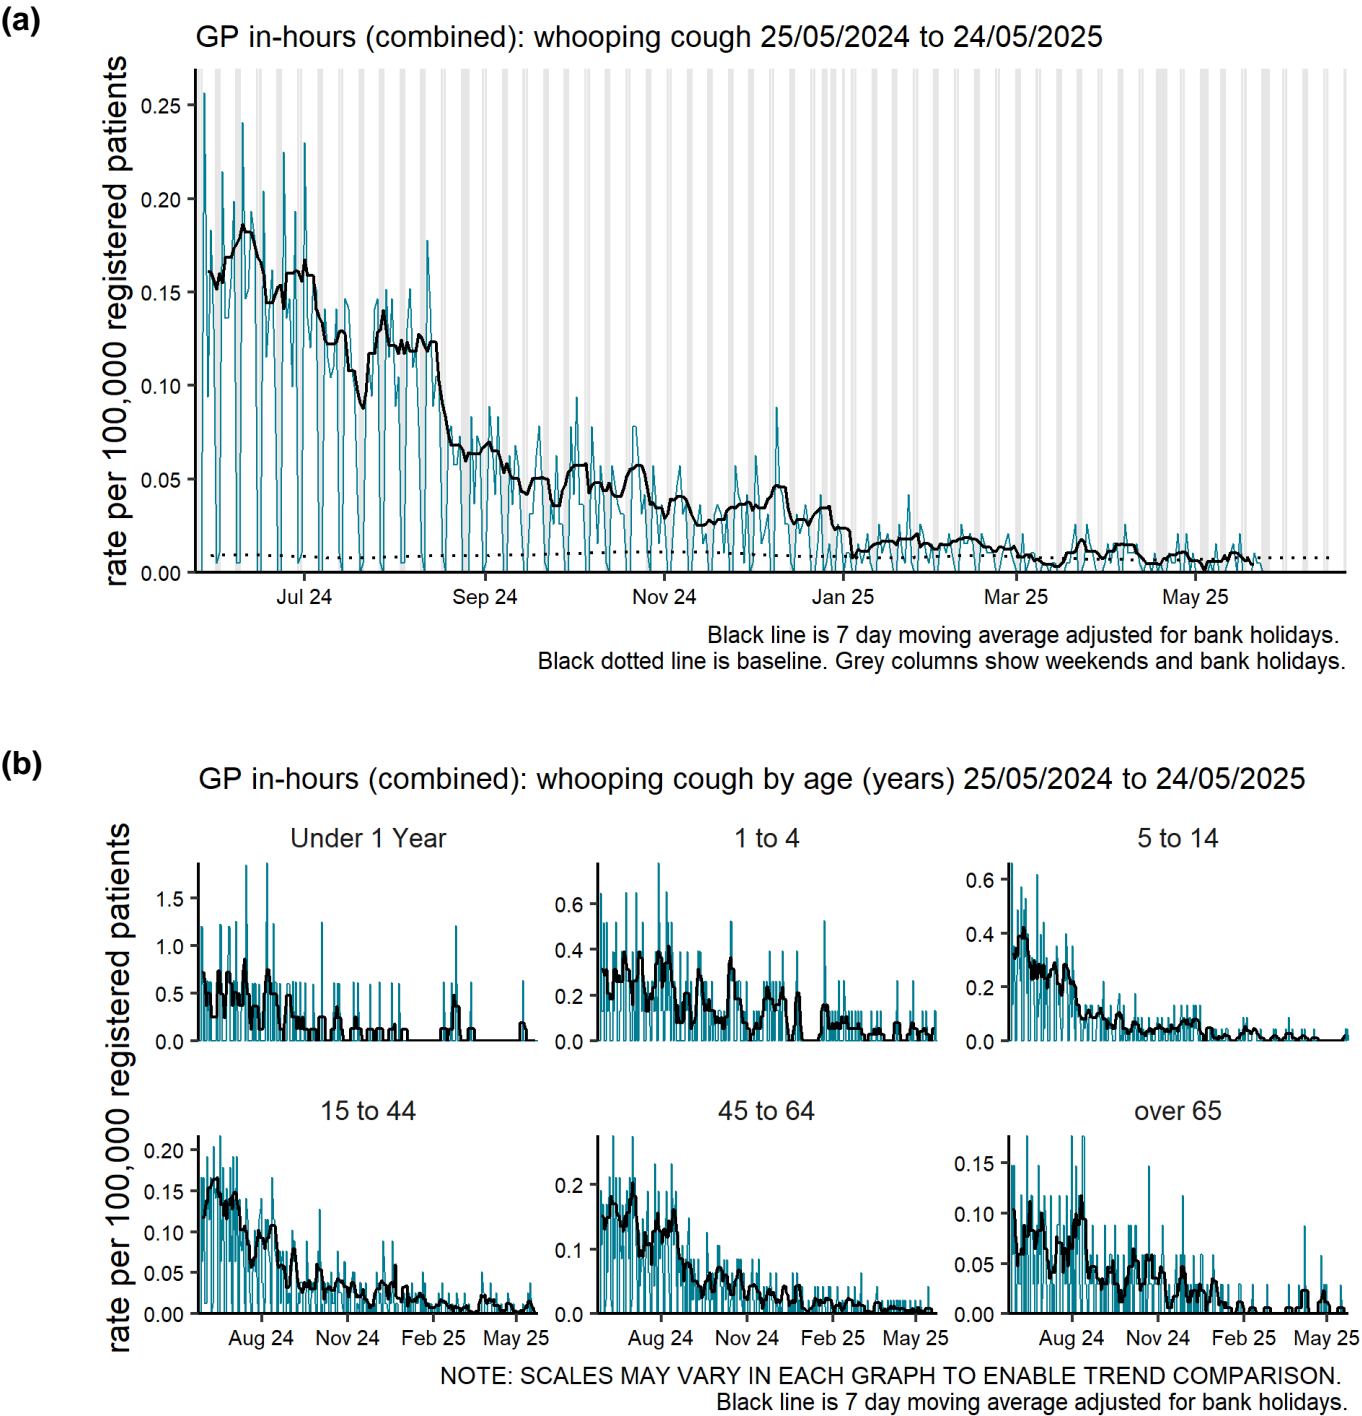 (a)
GP in-hours (combined): whooping cough 25/05/2024 to 24/05/2025
rate per 100,000 registered patients
0.25
0.20
0.15
0.10
0.05
0.00
Jul 24 Sep 24 Nov 24 Jan 25 Mar 25 May 25
Black line is 7 day moving average adjusted for bank holidays.
Black dotted line is baseline. Grey columns show weekends and bank holidays.
(b)
GP in-hours (combined): whooping cough by age (years) 25/05/2024 to 24/05/2025
rate per 100,000 registered patients
Under 1 Year
1.5
1.0
0.5
0.0
1 to 4
0.6
0.4
0.2
0.0
5 to 14
0.6
0.4
0.2
0.0
15 to 44
0.20
0.15
0.10
0.05
0.00
Aug 24 Nov 24 Feb 25 May 25
45 to 64
0.2
0.1
0.0
Aug 24 Nov 24 Feb 25 May 25
over 65
0.15
0.10
0.05
0.00
Aug 24 Nov 24 Feb 25 May 25
NOTE: SCALES MAY VARY IN EACH GRAPH TO ENABLE TREND COMPARISON.
Black line is 7 day moving average adjusted for bank holidays.